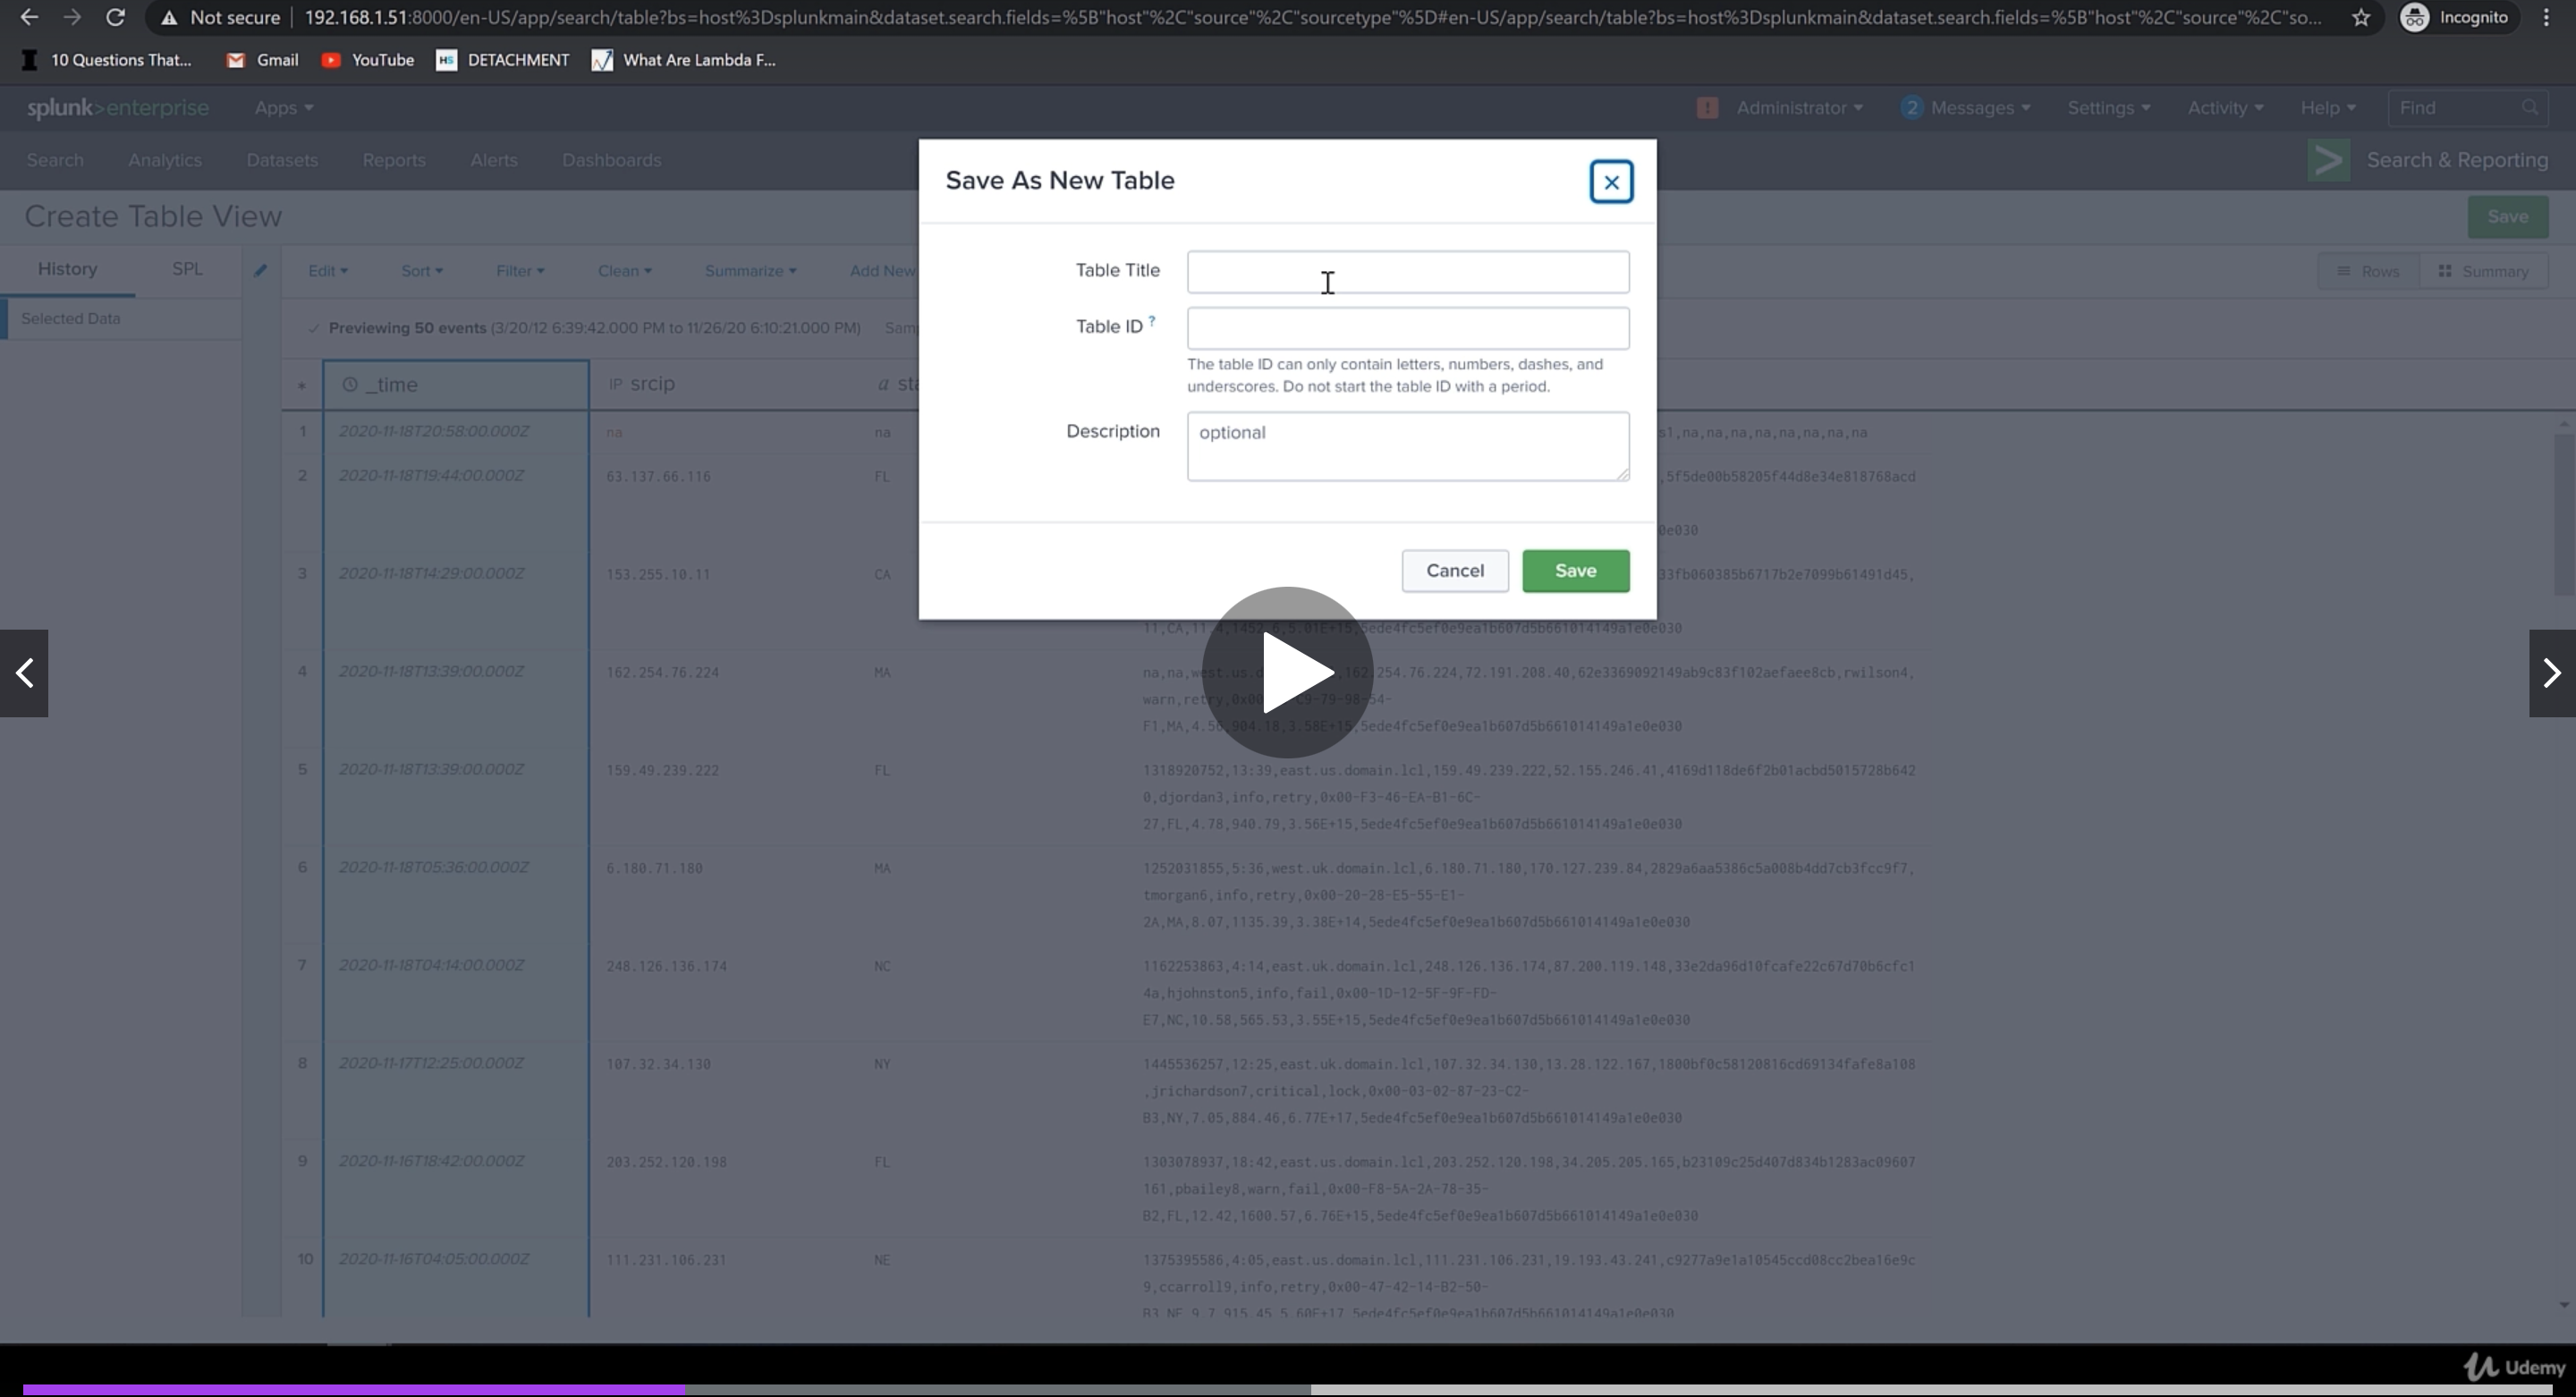 Not secure 192.168.1.51:8000/en-US/app/search/table?bs=host%3Dsplunkmain&dataset.search.fields=%5B"host"%2C"source"%2C"sourcetype"%5D#en-US/app/search/table?bs=host%3Dsplunkmain&dataset.search.fields=%5B"host"%2C"source"%2C"so... Incognito
10 Questions That... Gmail YouTube HS DETACHMENT What Are Lambda F...
splunk>enterprise Apps ! Administrator 2 Messages Settings Activity Help Find
Search Analytics Datasets Reports Alerts Dashboards Search & Reporting
Create Table View Save
History SPL Edit Sort Filter Clean Summarize Add New Rows Summary
Selected Data
Previewing 50 events (3/20/12 6:39:42.000 PM to 11/26/20 6:10:21.000 PM) Sam
* _time IP srcip a sta
Save As New Table
Table Title
Table ID ?
The table ID can only contain letters, numbers, dashes, and
underscores. Do not start the table ID with a period.
Description optional
Cancel Save
1 2020-11-18T20:58:00.000Z na na s1,na,na,na,na,na,na,na
2 2020-11-18T19:44:00.000Z 63.137.66.116 FL ,5f5de00b58205f44d8e34e818768acd
0e030
3 2020-11-18T14:29:00.000Z 153.255.10.11 CA 33fb060385b6717b2e7099b61491d45,
11,CA,11.4,1452.6,5.01E+15,5ede4fc5ef0e9ea1b607d5b661014149a1e0e030
4 2020-11-18T13:39:00.000Z 162.254.76.224 MA na,na,west.us.d 162.254.76.224,72.191.208.40,62e3369092149ab9c83f102aefaee8cb,rwilson4,
warn,retry,0x00 C9-79-98-54-
F1,MA,4.56,904.18,3.58E+15,5ede4fc5ef0e9ea1b607d5b661014149a1e0e030
5 2020-11-18T13:39:00.000Z 159.49.239.222 FL 1318920752,13:39,east.us.domain.lcl,159.49.239.222,52.155.246.41,4169d118de6f2b01acbd5015728b642
0,djordan3,info,retry,0x00-F3-46-EA-B1-6C-
27,FL,4.78,940.79,3.56E+15,5ede4fc5ef0e9ea1b607d5b661014149a1e0e030
6 2020-11-18T05:36:00.000Z 6.180.71.180 MA 1252031855,5:36,west.uk.domain.lcl,6.180.71.180,170.127.239.84,2829a6aa5386c5a008b4dd7cb3fcc9f7,
tmorgan6,info,retry,0x00-20-28-E5-55-E1-
2A,MA,8.07,1135.39,3.38E+14,5ede4fc5ef0e9ea1b607d5b661014149a1e0e030
7 2020-11-18T04:14:00.000Z 248.126.136.174 NC 1162253863,4:14,east.uk.domain.lcl,248.126.136.174,87.200.119.148,33e2da96d10fcafe22c67d70b6cfc1
4a,hjohnston5,info,fail,0x00-1D-12-5F-9F-FD-
E7,NC,10.58,565.53,3.55E+15,5ede4fc5ef0e9ea1b607d5b661014149a1e0e030
8 2020-11-17T12:25:00.000Z 107.32.34.130 NY 1445536257,12:25,east.uk.domain.lcl,107.32.34.130,13.28.122.167,1800bf0c58120816cd69134fafe8a108
,jrichardson7,critical,lock,0x00-03-02-87-23-C2-
B3,NY,7.05,884.46,6.77E+17,5ede4fc5ef0e9ea1b607d5b661014149a1e0e030
9 2020-11-16T18:42:00.000Z 203.252.120.198 FL 1303078937,18:42,east.us.domain.lcl,203.252.120.198,34.205.205.165,b23109c25d407d834b1283ac09607
161,pbailey8,warn,fail,0x00-F8-5A-2A-78-35-
B2,FL,12.42,1600.57,6.76E+15,5ede4fc5ef0e9ea1b607d5b661014149a1e0e030
10 2020-11-16T04:05:00.000Z 111.231.106.231 NE 1375395586,4:05,east.us.domain.lcl,111.231.106.231,19.193.43.241,c9277a9e1a10545ccd08cc2bea16e9c
9,ccarroll9,info,retry,0x00-47-42-14-B2-50-
B3,NE,9.7,915.45,5.60E+17,5ede4fc5ef0e9ea1b607d5b661014149a1e0e030
Udemy